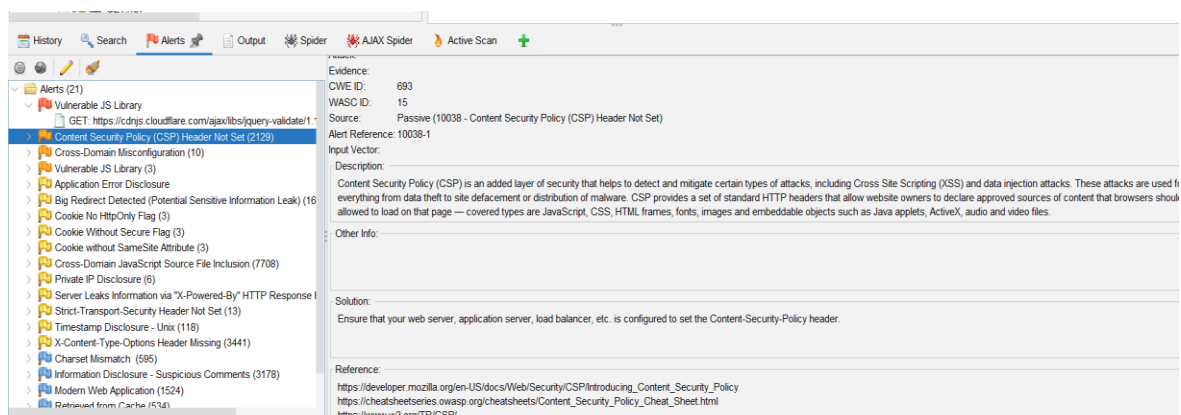 History Search Alerts Output Spider AJAX Spider Active Scan
Alerts (21)
Vulnerable JS Library
GET: https://cdnjs.cloudflare.com/ajax/libs/jquery-validate/1.1
Content Security Policy (CSP) Header Not Set (2129)
Cross-Domain Misconfiguration (10)
Vulnerable JS Library (3)
Application Error Disclosure
Big Redirect Detected (Potential Sensitive Information Leak) (16
Cookie No HttpOnly Flag (3)
Cookie Without Secure Flag (3)
Cookie without SameSite Attribute (3)
Cross-Domain JavaScript Source File Inclusion (7708)
Private IP Disclosure (6)
Server Leaks Information via "X-Powered-By" HTTP Response
Strict-Transport-Security Header Not Set (13)
Timestamp Disclosure - Unix (118)
X-Content-Type-Options Header Missing (3441)
Charset Mismatch (595)
Information Disclosure - Suspicious Comments (3178)
Modern Web Application (1524)
Retrieved from Cache (534)
Evidence:
CWE ID: 693
WASC ID: 15
Source: Passive (10038 - Content Security Policy (CSP) Header Not Set)
Alert Reference: 10038-1
Input Vector:
Description:
Content Security Policy (CSP) is an added layer of security that helps to detect and mitigate certain types of attacks, including Cross Site Scripting (XSS) and data injection attacks. These attacks are used fo
everything from data theft to site defacement or distribution of malware. CSP provides a set of standard HTTP headers that allow website owners to declare approved sources of content that browsers shoul
allowed to load on that page — covered types are JavaScript, CSS, HTML frames, fonts, images and embeddable objects such as Java applets, ActiveX, audio and video files.
Other Info:
Solution:
Ensure that your web server, application server, load balancer, etc. is configured to set the Content-Security-Policy header.
Reference:
https://developer.mozilla.org/en-US/docs/Web/Security/CSP/Introducing_Content_Security_Policy
https://cheatsheetseries.owasp.org/cheatsheets/Content_Security_Policy_Cheat_Sheet.html
https://www.w3.org/TR/CSP/